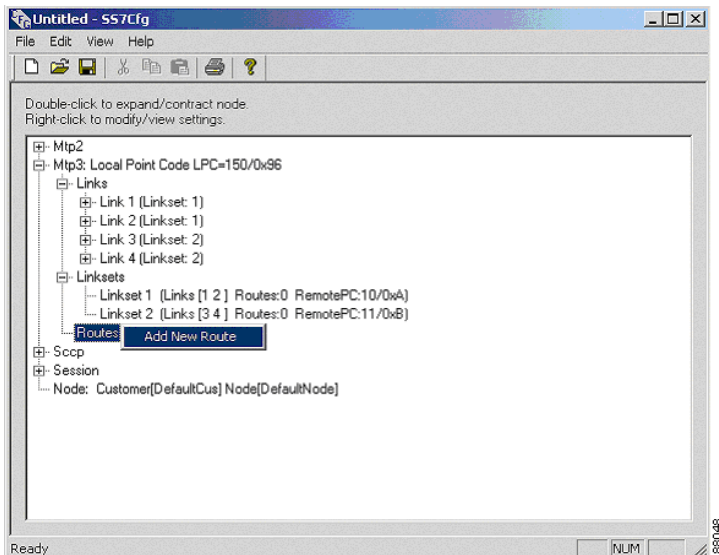 Untitled - SS7Cfg
File Edit View Help
Double-click to expand/contract node.
Right-click to modify/view settings.
Mtp2
Mtp3: Local Point Code LPC=150/0x96
Links
Link 1 (Linkset: 1)
Link 2 (Linkset: 1)
Link 3 (Linkset: 2)
Link 4 (Linkset: 2)
Linksets
Linkset 1 (Links [1 2 ] Routes:0 RemotePC:10/0xA)
Linkset 2 (Links [3 4 ] Routes:0 RemotePC:11/0xB)
Routes Add New Route
Sccp
Session
Node: Customer[DefaultCus] Node[DefaultNode]
Ready NUM